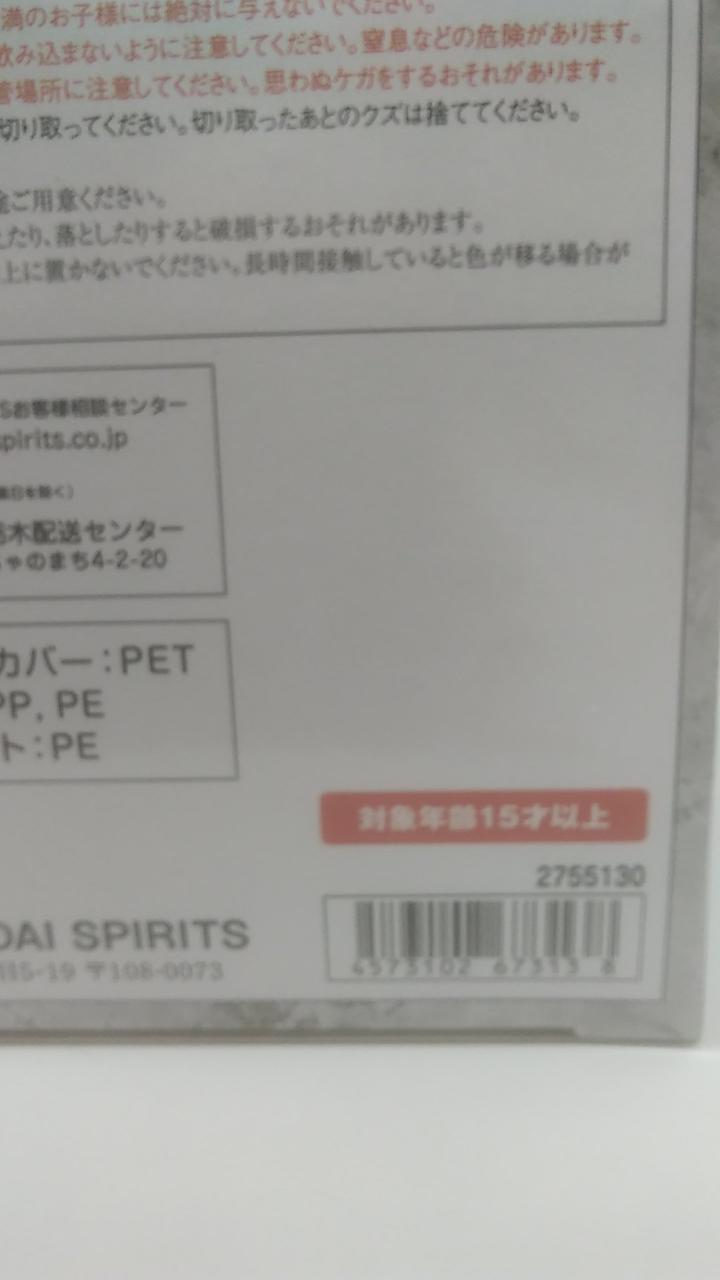 満のお子様には絶対に与えないでください。
飲み込まないように注意してください。窒息などの危険があります。
管場所に注意してください。思わぬケガをするおそれがあります。
切り取ってください。切り取ったあとのクズは捨ててください。
途ご用意ください。
えたり、落としたりすると破損するおそれがあります。
上に置かないでください。長時間接触していると色が移る場合が
Sお客様相談センター
spirits.co.jp
日を除く)
木配送センター
ゃのまち4-2-20
カバー:PET
PP, PE
ト:PE
対象年齢15才以上
2755130
DAI SPIRITS
5-19 〒108-0073
4573102 67313 8